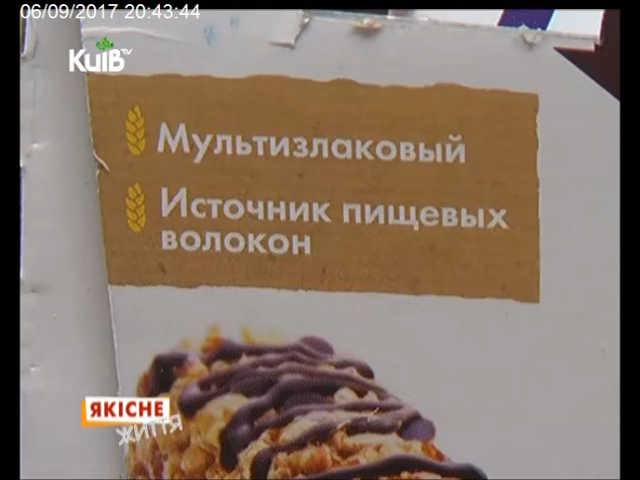 06/09/2017 20:43:44
КиїВ TV
Мультизлаковый
Источник пищевых
волокон
ЯКІСНЕ
ЖИТТЯ